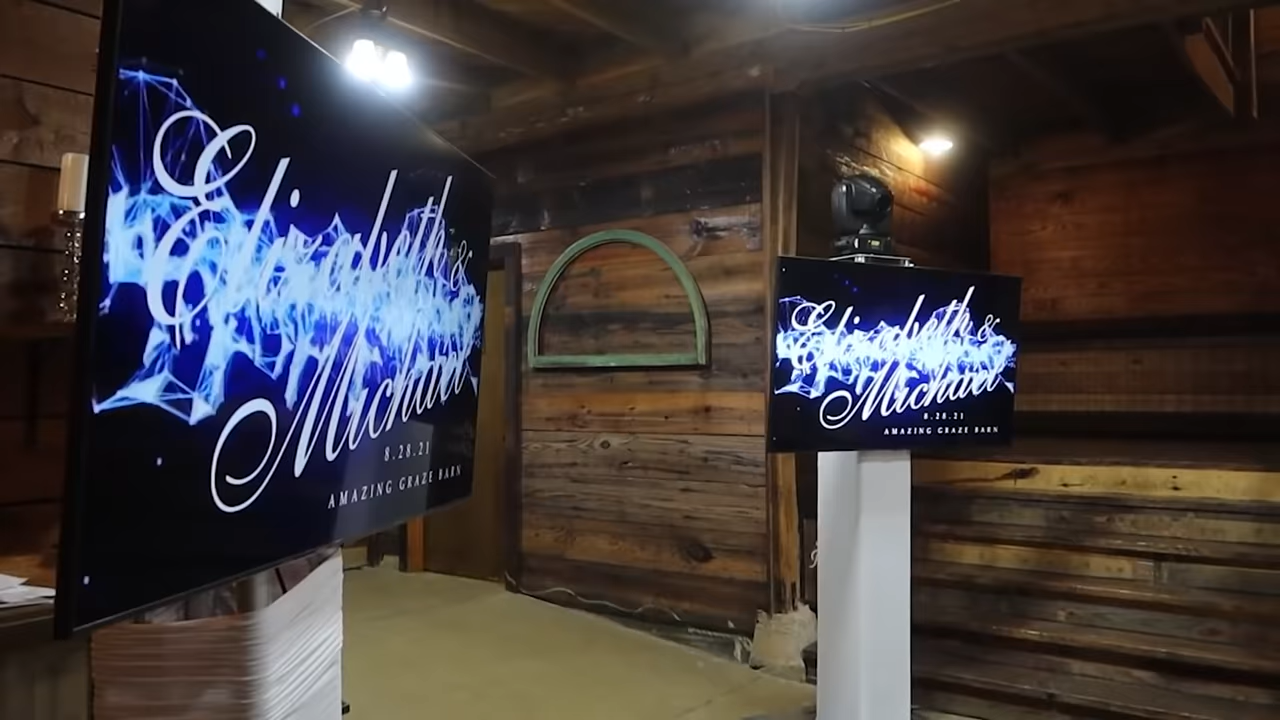 Elizabeth &
Michael
8.28.21
AMAZING GRAZE BARN
Elizabeth &
Michael
8.28.21
AMAZING GRAZE BARN